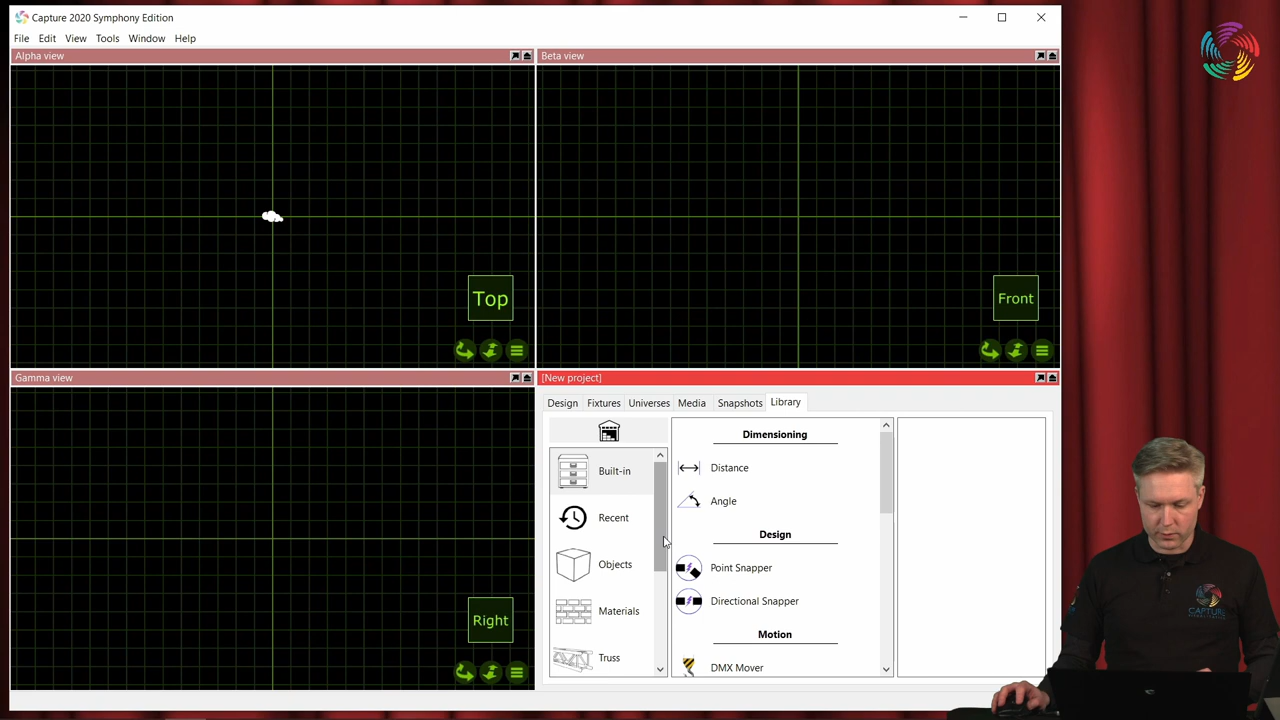 Capture 2020 Symphony Edition
File Edit View Tools Window Help
Alpha view
Beta view
Top
Front
Gamma view
[New project]
Design Fixtures Universes Media Snapshots Library
Built-in
Recent
Objects
Materials
Truss
Dimensioning
Distance
Angle
Design
Point Snapper
Directional Snapper
Motion
DMX Mover
Right
CAPTURE